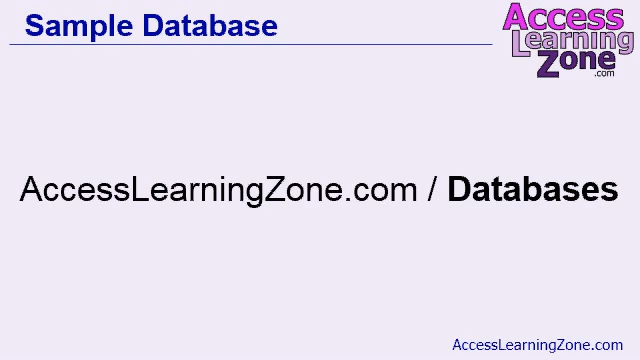 Sample Database
Access
Learning
Zone
.com
AccessLearningZone.com / Databases
AccessLearningZone.com